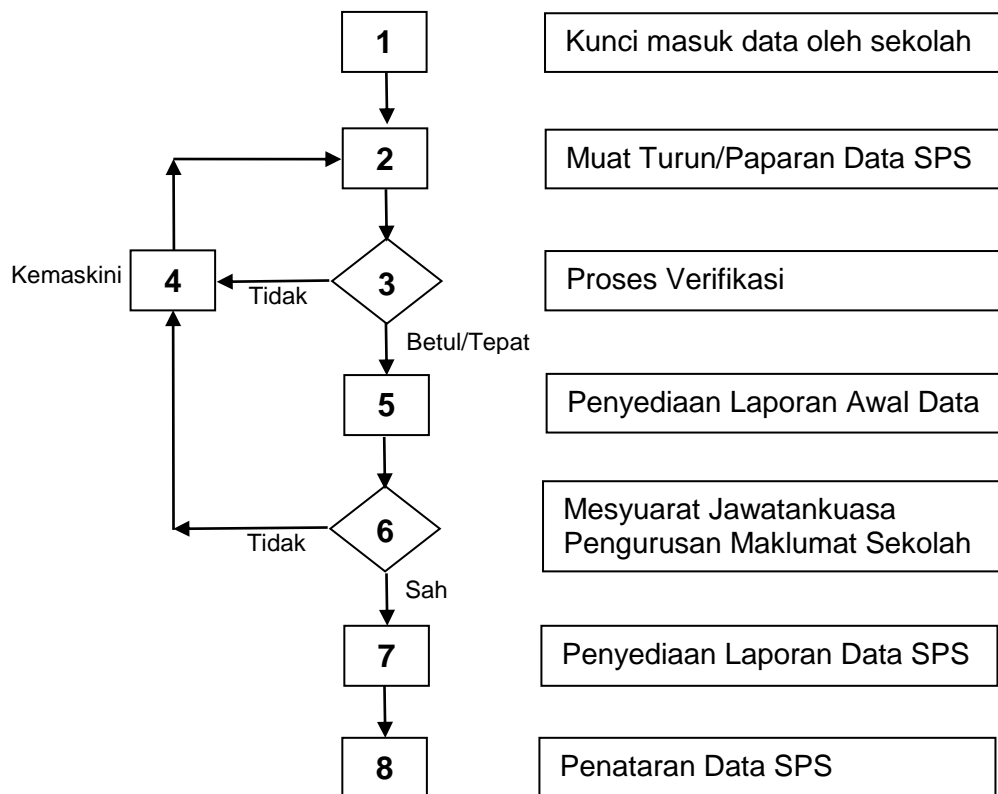 1
Kunci masuk data oleh sekolah
2
Muat Turun/Paparan Data SPS
Kemaskini
4
Tidak
3
Proses Verifikasi
Betul/Tepat
5
Penyediaan Laporan Awal Data
Tidak
6
Mesyuarat Jawatankuasa
Pengurusan Maklumat Sekolah
Sah
7
Penyediaan Laporan Data SPS
8
Penataran Data SPS